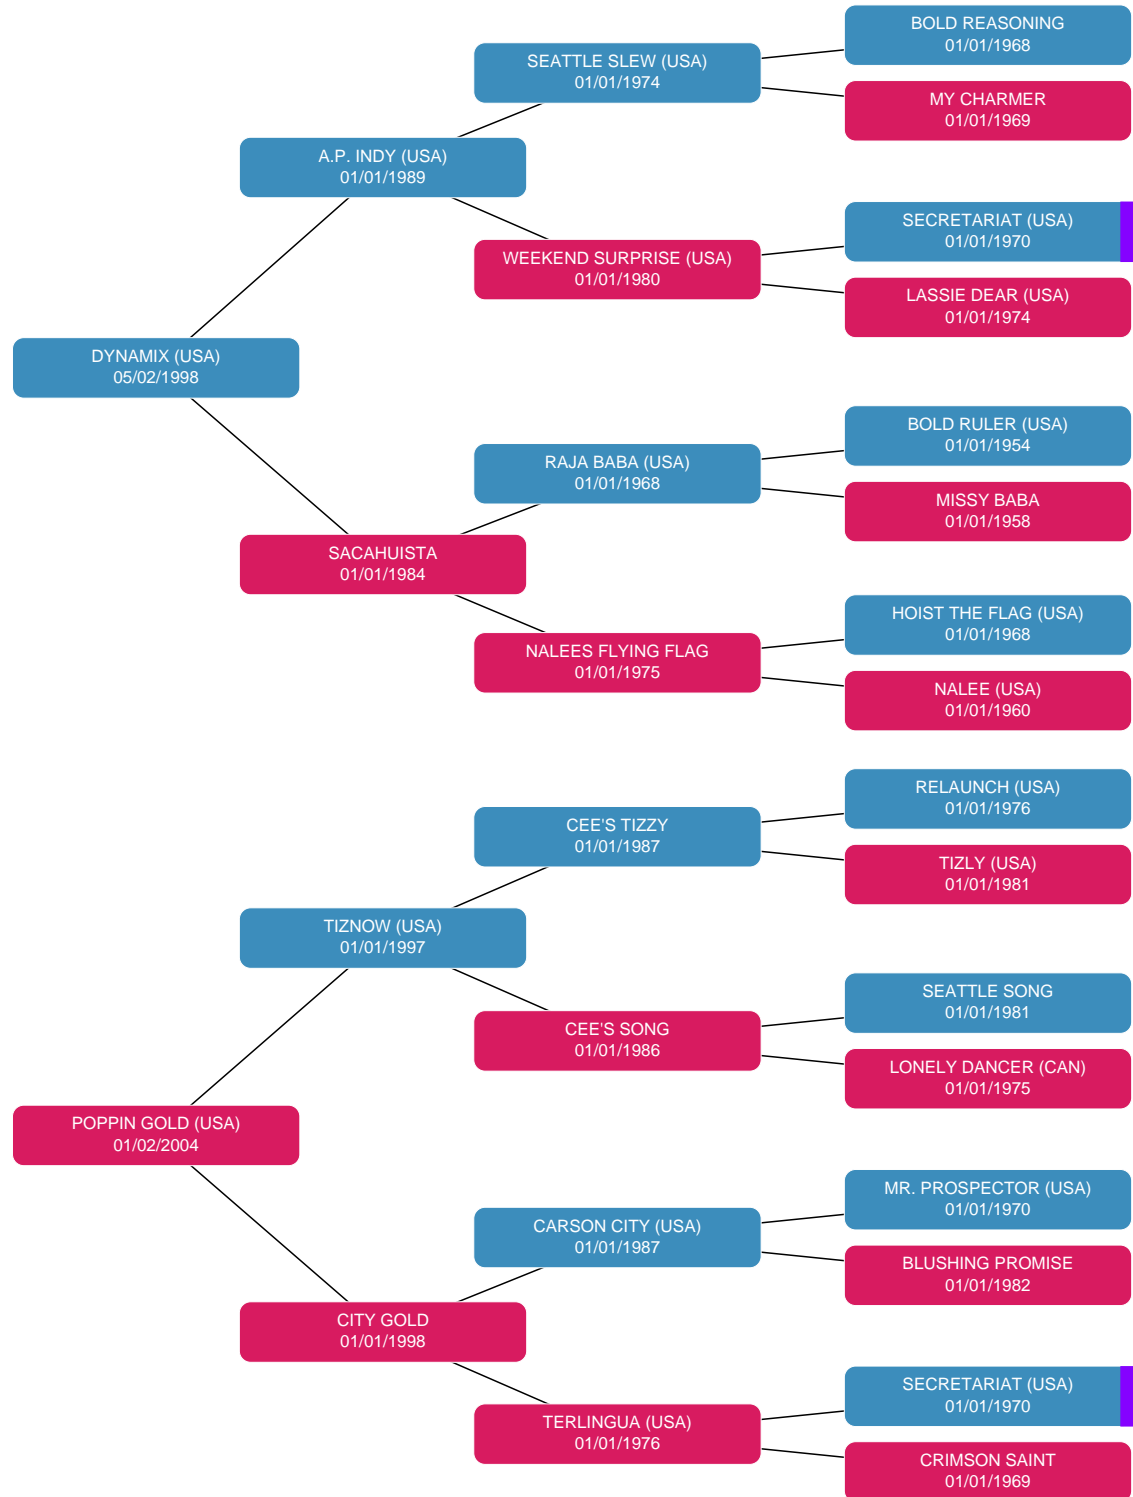 BOLD REASONING
01/01/1968
SEATTLE SLEW (USA)
01/01/1974
MY CHARMER
01/01/1969
A.P. INDY (USA)
01/01/1989
SECRETARIAT (USA)
01/01/1970
WEEKEND SURPRISE (USA)
01/01/1980
LASSIE DEAR (USA)
01/01/1974
DYNAMIX (USA)
05/02/1998
BOLD RULER (USA)
01/01/1954
RAJA BABA (USA)
01/01/1968
MISSY BABA
01/01/1958
SACAHUISTA
01/01/1984
HOIST THE FLAG (USA)
01/01/1968
NALEES FLYING FLAG
01/01/1975
NALEE (USA)
01/01/1960
RELAUNCH (USA)
01/01/1976
CEE'S TIZZY
01/01/1987
TIZLY (USA)
01/01/1981
TIZNOW (USA)
01/01/1997
SEATTLE SONG
01/01/1981
CEE'S SONG
01/01/1986
LONELY DANCER (CAN)
01/01/1975
POPPIN GOLD (USA)
01/02/2004
MR. PROSPECTOR (USA)
01/01/1970
CARSON CITY (USA)
01/01/1987
BLUSHING PROMISE
01/01/1982
CITY GOLD
01/01/1998
SECRETARIAT (USA)
01/01/1970
TERLINGUA (USA)
01/01/1976
CRIMSON SAINT
01/01/1969